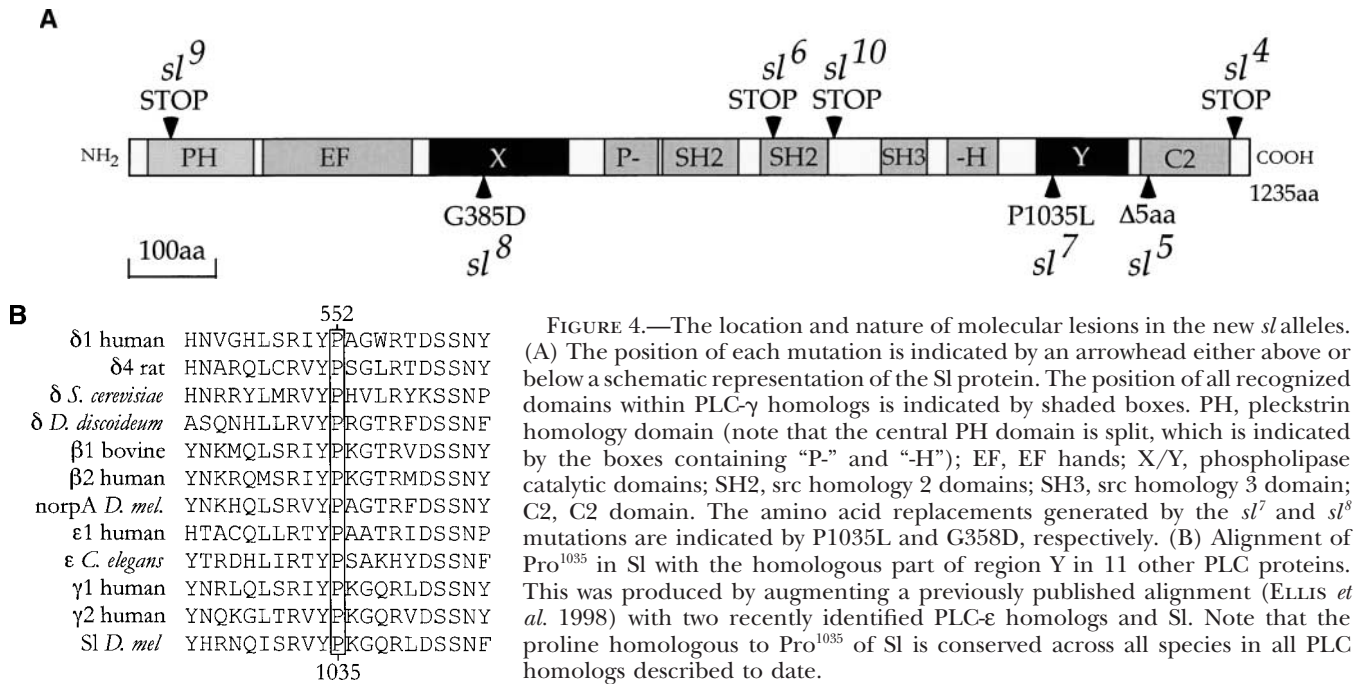 A
sl9 sl6 sl10 sl4
STOP STOP STOP STOP
NH2 PH EF X P- SH2 SH2 SH3 -H Y C2 COOH
1235aa
G385D P1035L Δ5aa
sl8 sl7 sl5
100aa
B
552
δ1 human HNVGHLSRIYPAGWRTDSSNY
δ4 rat HNARQLCRVYPSGLRTDSSNY
δ S. cerevisiae HNRRYLMRVYPHVLRYKSSNP
δ D. discoideum ASQNHLLRVYPRGTRFDSSNF
β1 bovine YNKMQLSRIYPKGTRVDSSNY
β2 human YNKRQMSRIYPKGTRMDSSNY
norpA D. mel. YNKHQLSRVYPAGTRFDSSNY
ε1 human HTACQLLRTYPAATRIDSSNP
ε C. elegans YTRDHLIRTYPSAKHYDSSNF
γ1 human YNRLQLSRIYPKGQRLDSSNY
γ2 human YNQKGLTRVYPKGQRVDSSNY
Sl D. mel YHRNQISRVYPKGQRLDSSNF
1035
FIGURE 4.—The location and nature of molecular lesions in the new sl alleles.
(A) The position of each mutation is indicated by an arrowhead either above or
below a schematic representation of the Sl protein. The position of all recognized
domains within PLC-γ homologs is indicated by shaded boxes. PH, pleckstrin
homology domain (note that the central PH domain is split, which is indicated
by the boxes containing “P-” and “-H”); EF, EF hands; X/Y, phospholipase
catalytic domains; SH2, src homology 2 domains; SH3, src homology 3 domain;
C2, C2 domain. The amino acid replacements generated by the sl7 and sl8
mutations are indicated by P1035L and G358D, respectively. (B) Alignment of
Pro1035 in Sl with the homologous part of region Y in 11 other PLC proteins.
This was produced by augmenting a previously published alignment (ELLIS et
al. 1998) with two recently identified PLC-ε homologs and Sl. Note that the
proline homologous to Pro1035 of Sl is conserved across all species in all PLC
homologs described to date.